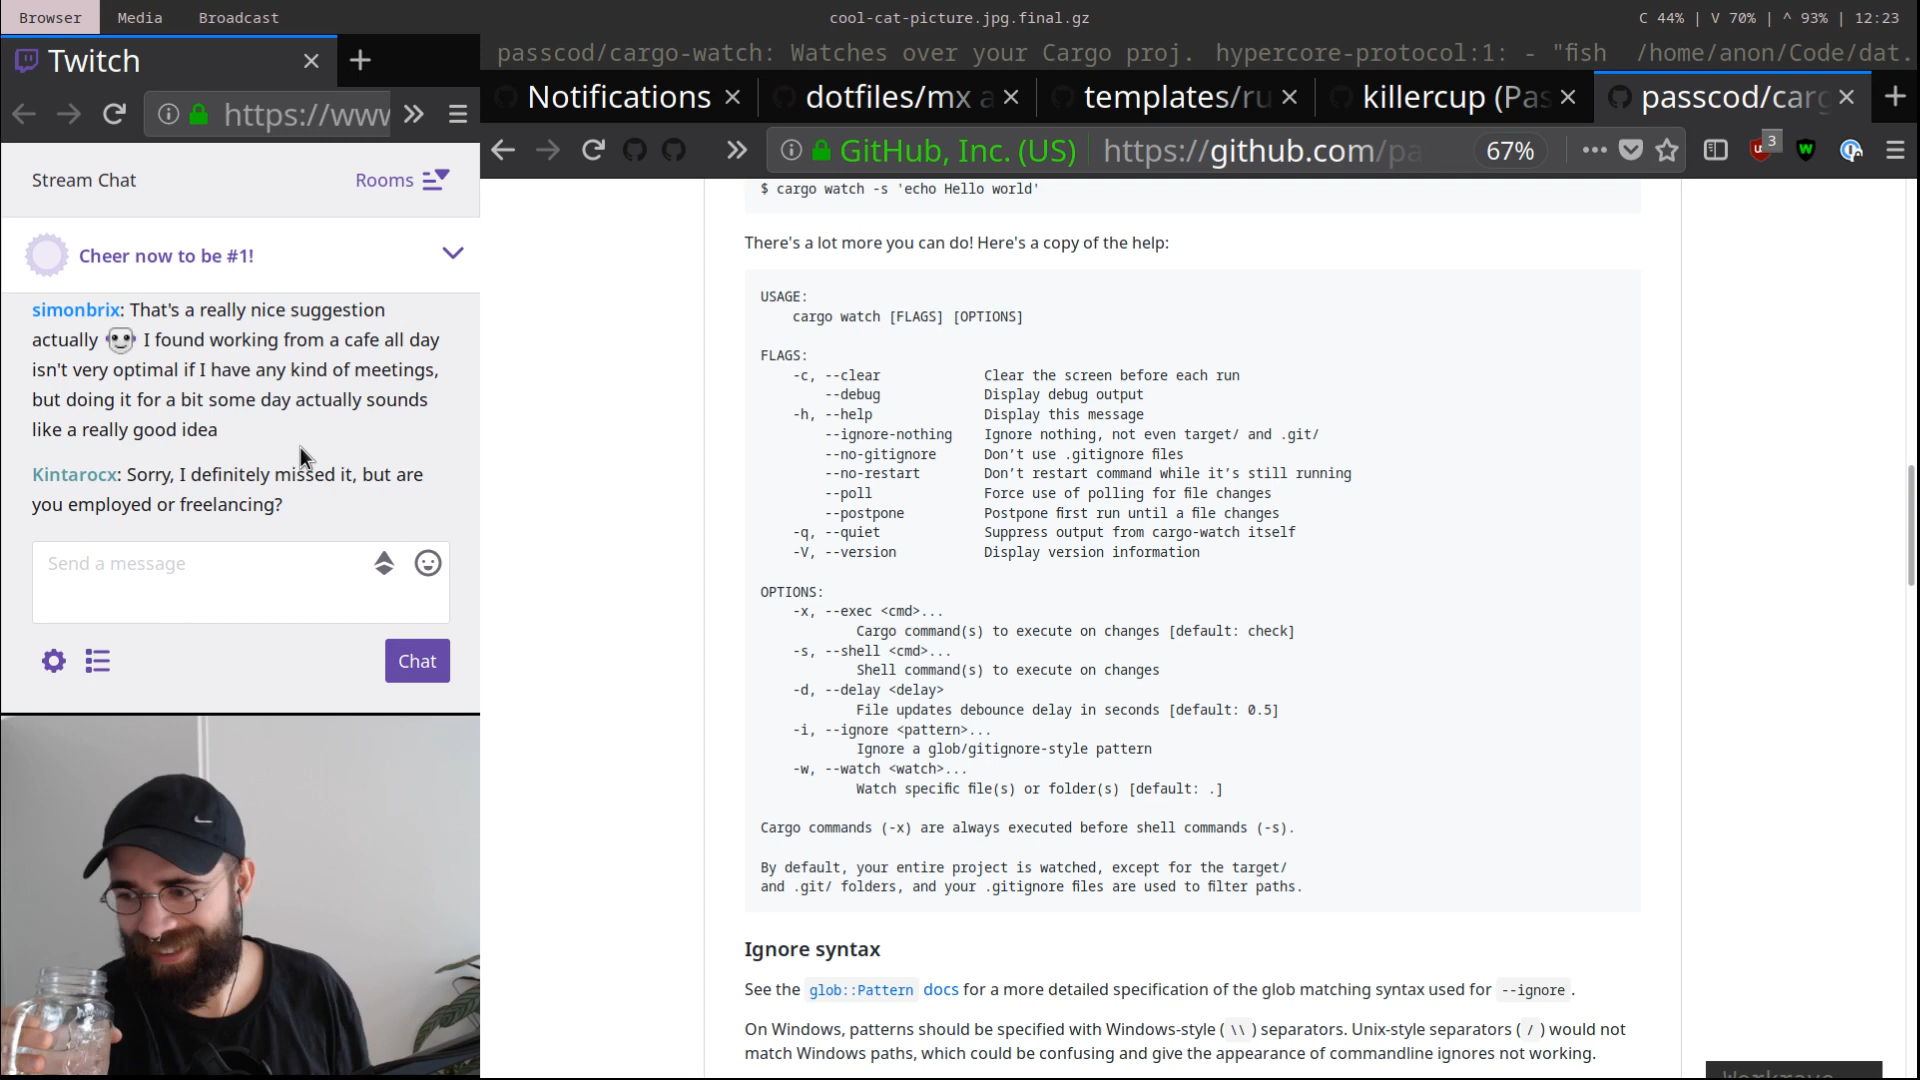 Browser Media Broadcast
cool-cat-picture.jpg.final.gz
C 44% | V 70% | ^ 93% | 12:23
Twitch
https://www
Stream Chat
Rooms
Cheer now to be #1!
simonbrix: That's a really nice suggestion
actually I found working from a cafe all day
isn't very optimal if I have any kind of meetings,
but doing it for a bit some day actually sounds
like a really good idea
Kintarocx: Sorry, I definitely missed it, but are
you employed or freelancing?
Send a message
Chat
passcod/cargo-watch: Watches over your Cargo proj. hypercore-protocol:1: - "fish /home/anon/Code/dat.
Notifications dotfiles/mx a templates/ru killercup (Pas passcod/carg
GitHub, Inc. (US) https://github.com/pa 67% 3
$ cargo watch -s 'echo Hello world'
There's a lot more you can do! Here's a copy of the help:
USAGE:
cargo watch [FLAGS] [OPTIONS]
FLAGS:
-c, --clear Clear the screen before each run
--debug Display debug output
-h, --help Display this message
--ignore-nothing Ignore nothing, not even target/ and .git/
--no-gitignore Don’t use .gitignore files
--no-restart Don’t restart command while it’s still running
--poll Force use of polling for file changes
--postpone Postpone first run until a file changes
-q, --quiet Suppress output from cargo-watch itself
-V, --version Display version information
OPTIONS:
-x, --exec <cmd>...
Cargo command(s) to execute on changes [default: check]
-s, --shell <cmd>...
Shell command(s) to execute on changes
-d, --delay <delay>
File updates debounce delay in seconds [default: 0.5]
-i, --ignore <pattern>...
Ignore a glob/gitignore-style pattern
-w, --watch <watch>...
Watch specific file(s) or folder(s) [default: .]
Cargo commands (-x) are always executed before shell commands (-s).
By default, your entire project is watched, except for the target/
and .git/ folders, and your .gitignore files are used to filter paths.
Ignore syntax
See the glob::Pattern docs for a more detailed specification of the glob matching syntax used for --ignore .
On Windows, patterns should be specified with Windows-style ( \\ ) separators. Unix-style separators ( / ) would not
match Windows paths, which could be confusing and give the appearance of commandline ignores not working.